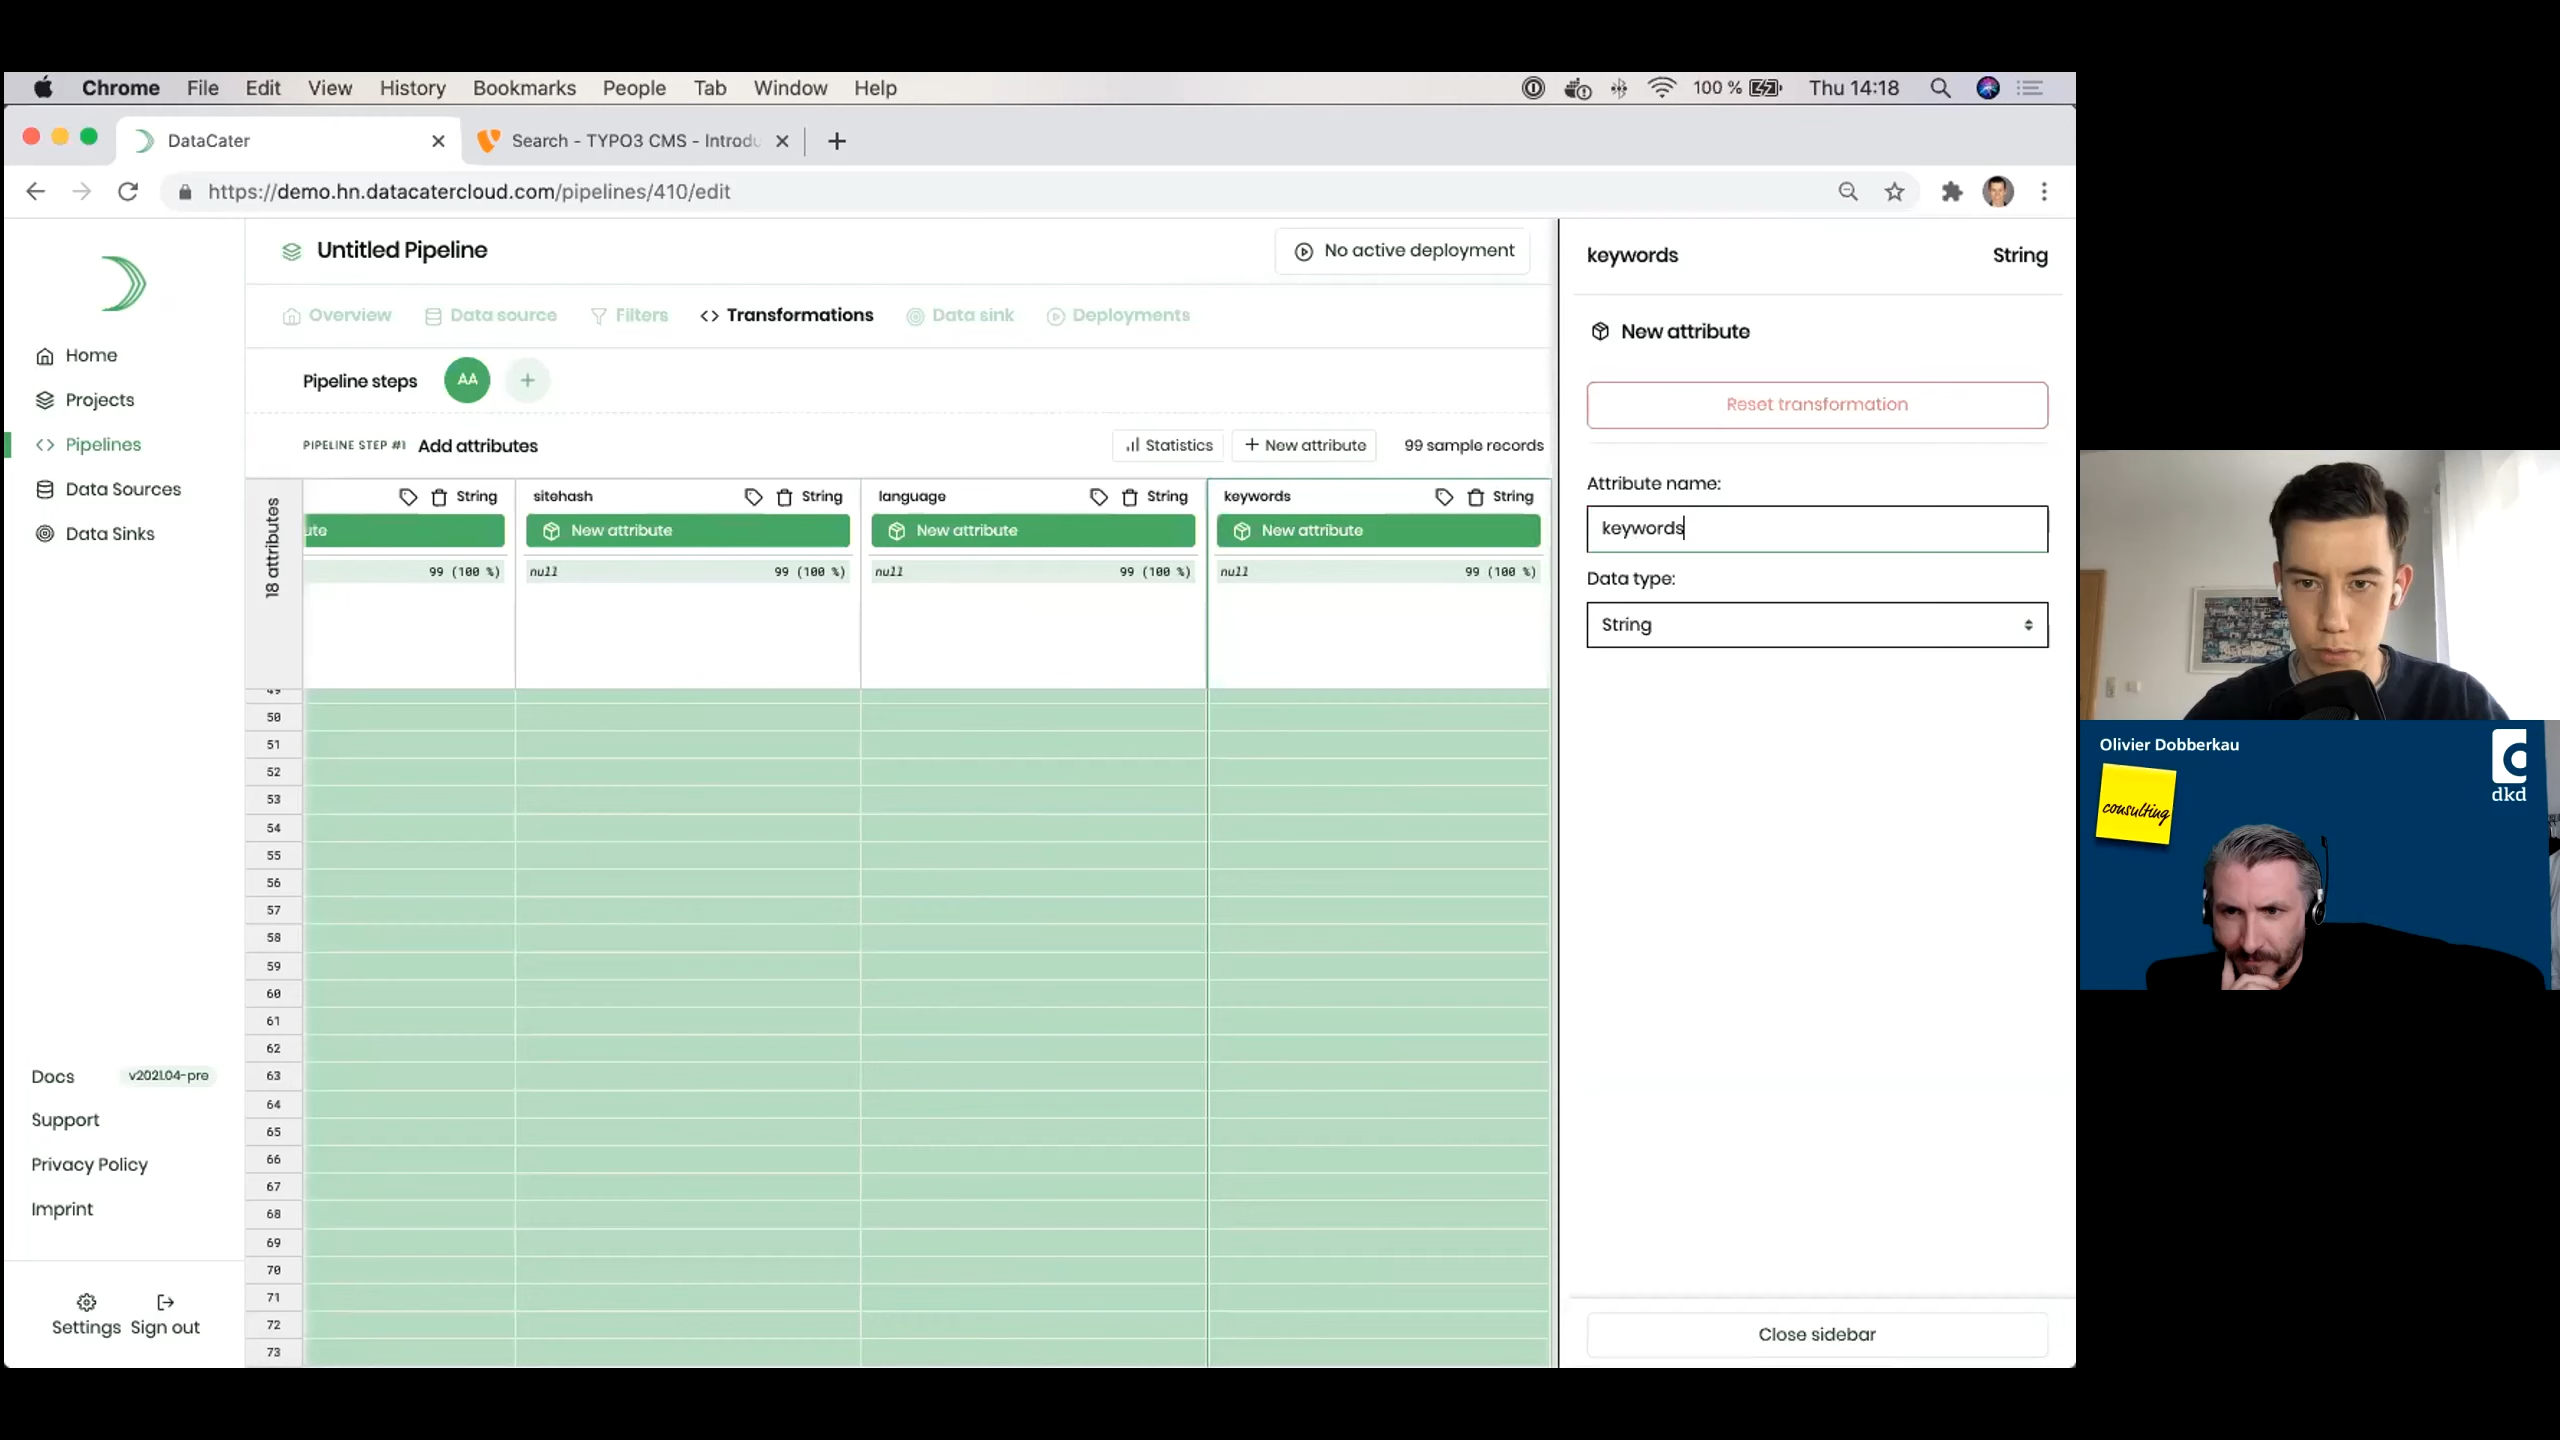 Chrome File Edit View History Bookmarks People Tab Window Help 100 % Thu 14:18
DataCater Search - TYPO3 CMS - Introdu
https://demo.hn.datacatercloud.com/pipelines/410/edit
Untitled Pipeline
No active deployment
Overview Data source Filters Transformations Data sink Deployments
Pipeline steps AA +
PIPELINE STEP #1 Add attributes
Statistics + New attribute 99 sample records
Home
Projects
Pipelines
Data Sources
Data Sinks
Docs v2021.04-pre
Support
Privacy Policy
Imprint
Settings Sign out
18 attributes
String sitehash String language String keywords String
ute New attribute New attribute New attribute
99 (100 %) null 99 (100 %) null 99 (100 %) null 99 (100 %)
49
50
51
52
53
54
55
56
57
58
59
60
61
62
63
64
65
66
67
68
69
70
71
72
73
keywords String
New attribute
Reset transformation
Attribute name:
keywords
Data type:
String
Close sidebar
Olivier Dobberkau
consulting
dkd